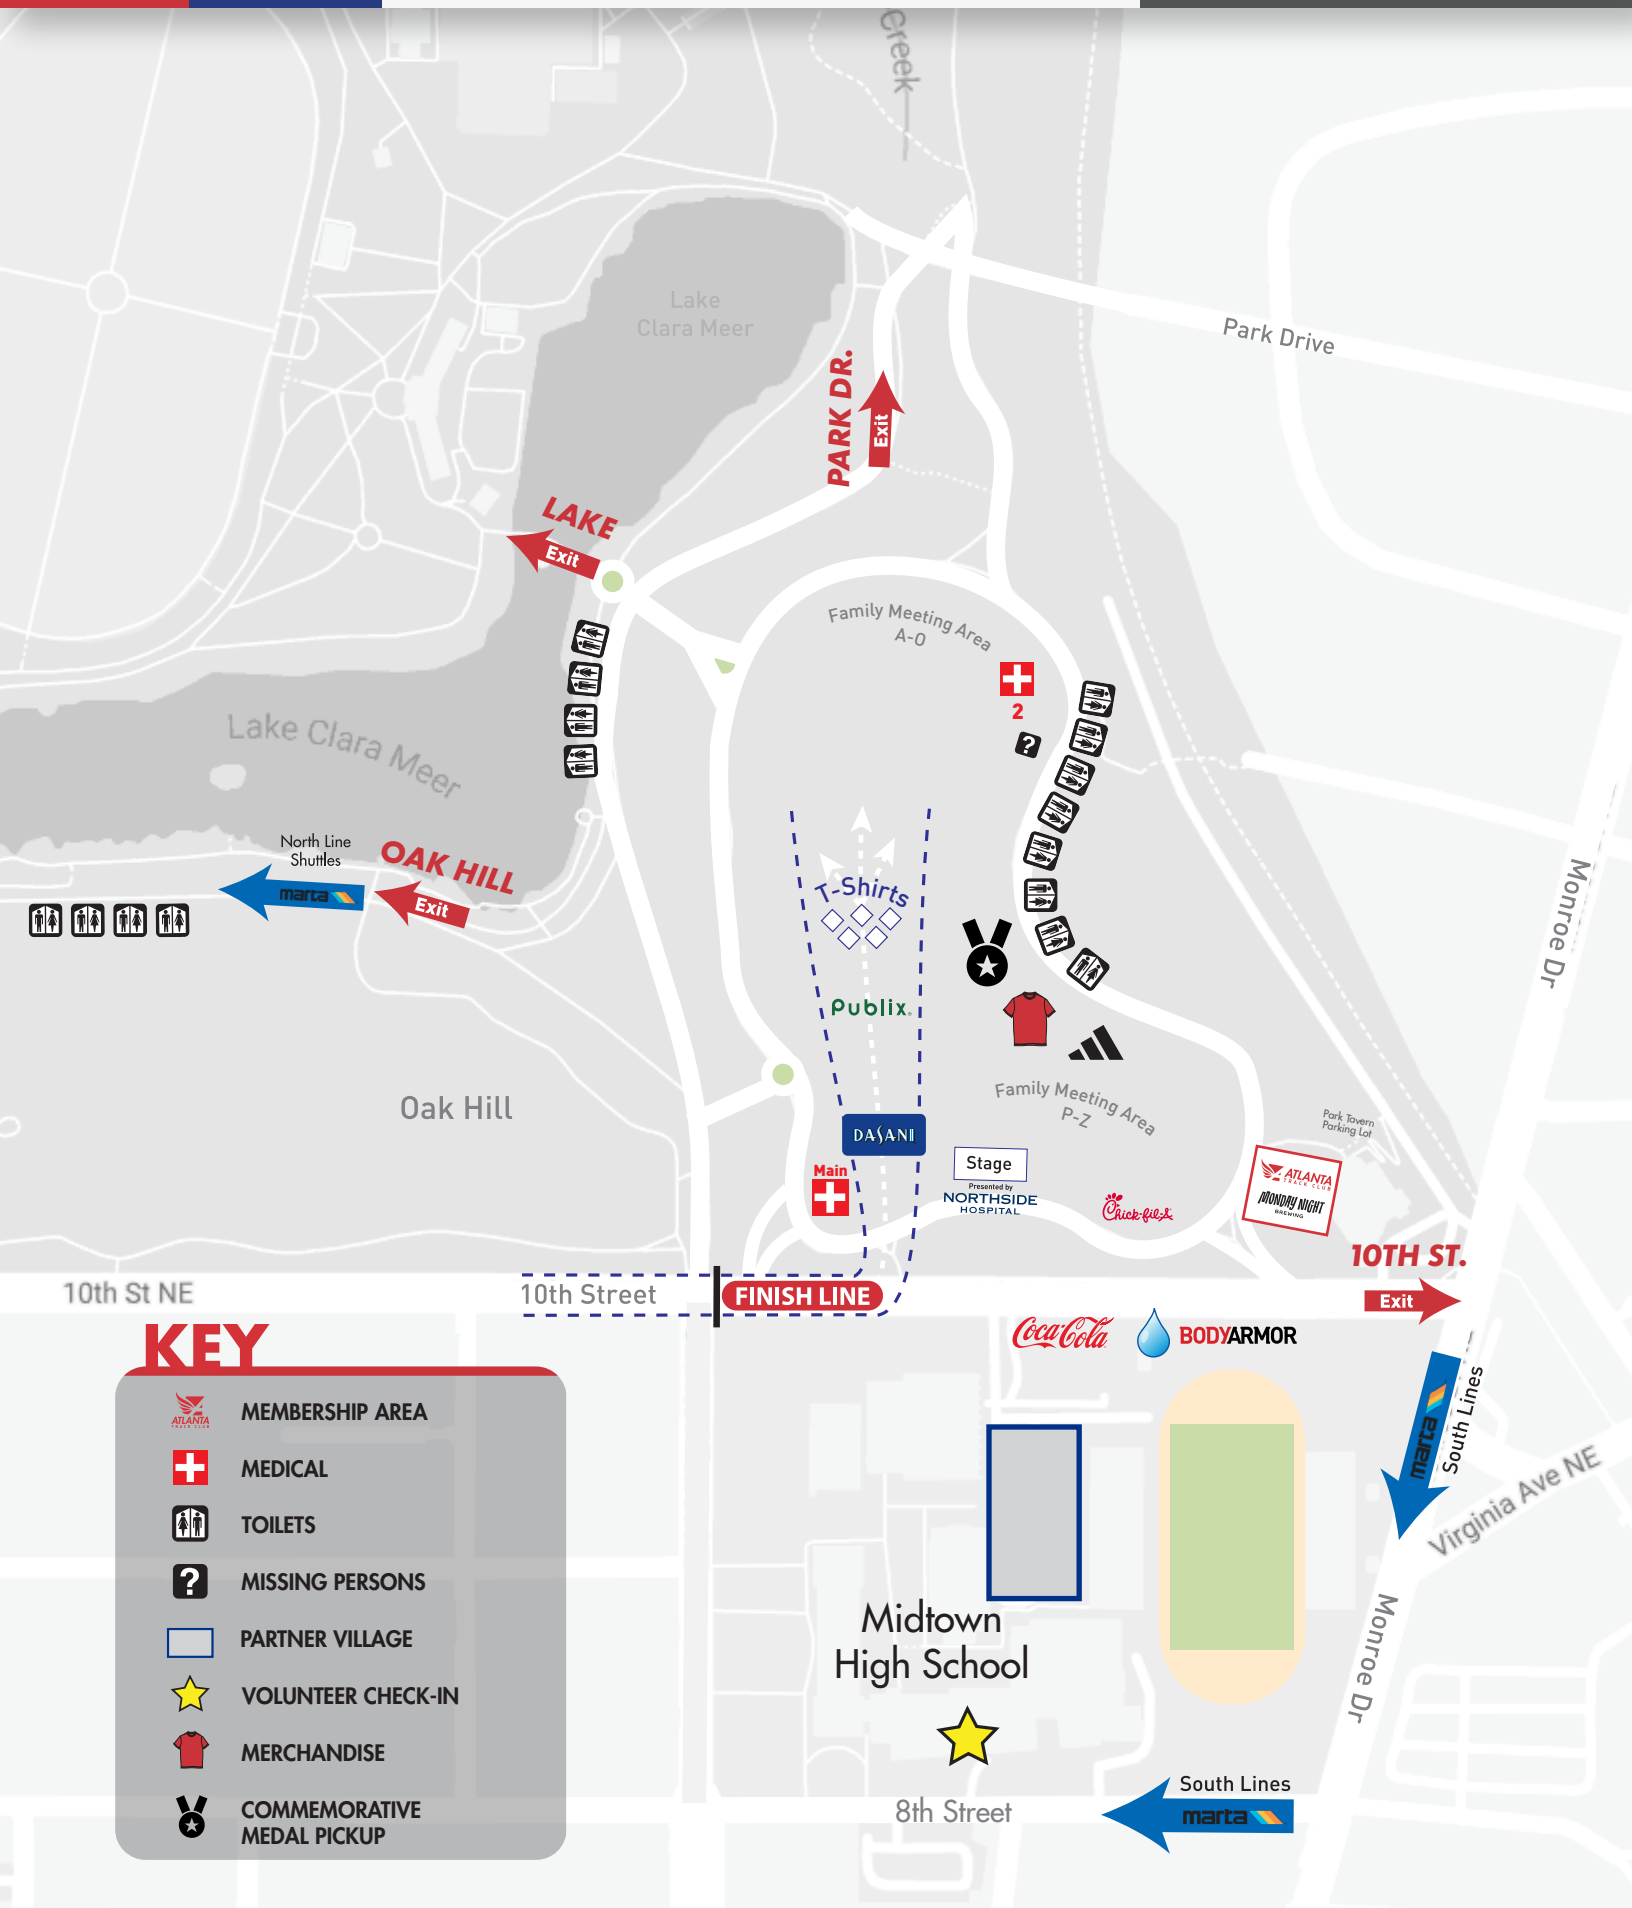 Creek
Lake
Clara Meer
Park Drive
PARK DR.
Exit
LAKE
Exit
Family Meeting Area
A-O
2
?
Lake Clara Meer
North Line
Shuttles
marta
OAK HILL
Exit
T-Shirts
Publix.
Monroe Dr
Oak Hill
Family Meeting Area
P-Z
Park Tavern
Parking Lot
DASANI
Main
Stage
Presented by
NORTHSIDE
HOSPITAL
Chick-fil-A
ATLANTA
TRACK CLUB
MONDAY NIGHT
BREWING
10TH ST.
Exit
10th St NE
10th Street
FINISH LINE
Coca-Cola
BODYARMOR
marta
South Lines
Virginia Ave NE
Monroe Dr
Midtown
High School
8th Street
South Lines
marta
KEY
ATLANTA
TRACK CLUB
MEMBERSHIP AREA
MEDICAL
TOILETS
?
MISSING PERSONS
PARTNER VILLAGE
VOLUNTEER CHECK-IN
MERCHANDISE
COMMEMORATIVE
MEDAL PICKUP